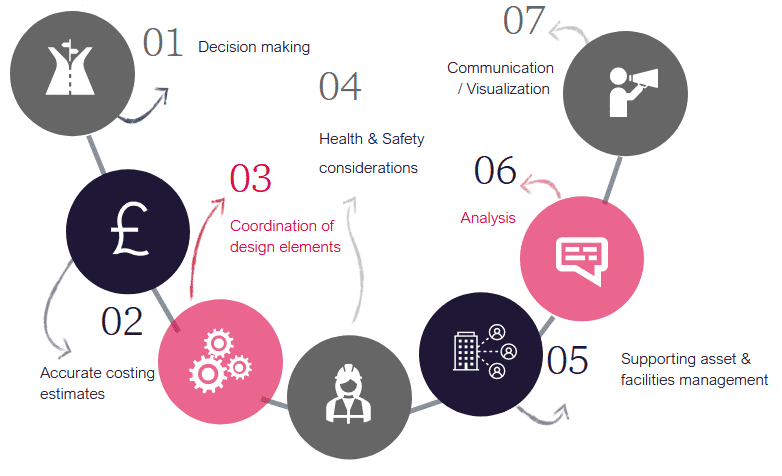 01
Decision making
£
02
Accurate costing
estimates
03
Coordination of
design elements
04
Health & Safety
considerations
05
Supporting asset &
facilities management
06
Analysis
07
Communication
/ Visualization